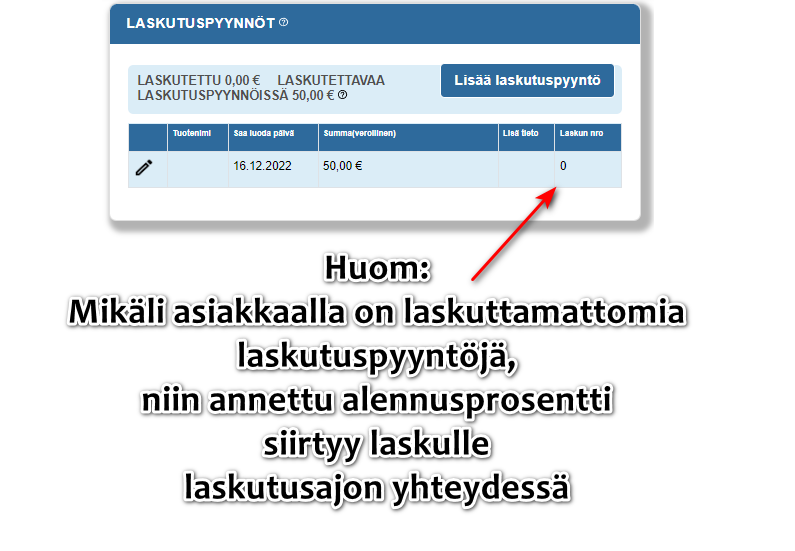 LASKUTUSPYYNNÖT
LASKUTETTU 0,00 € LASKUTETTAVAA
LASKUTUSPYYNNÖISSÄ 50,00 €
Lisää laskutuspyyntö
Tuotenimi Saa luoda päivä Summa(verollinen) Lisä tieto Laskun nro
16.12.2022 50,00 € 0
Huom:
Mikäli asiakkaalla on laskuttamattomia
laskutuspyyntöjä,
niin annettu alennusprosentti
siirtyy laskulle
laskutusajon yhteydessä